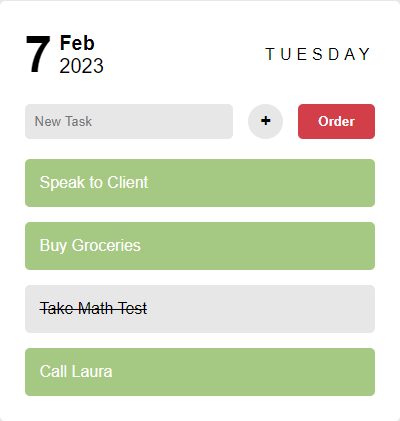 7 Feb
2023
TUESDAY
New Task
+
Order
Speak to Client
Buy Groceries
Take Math Test
Call Laura